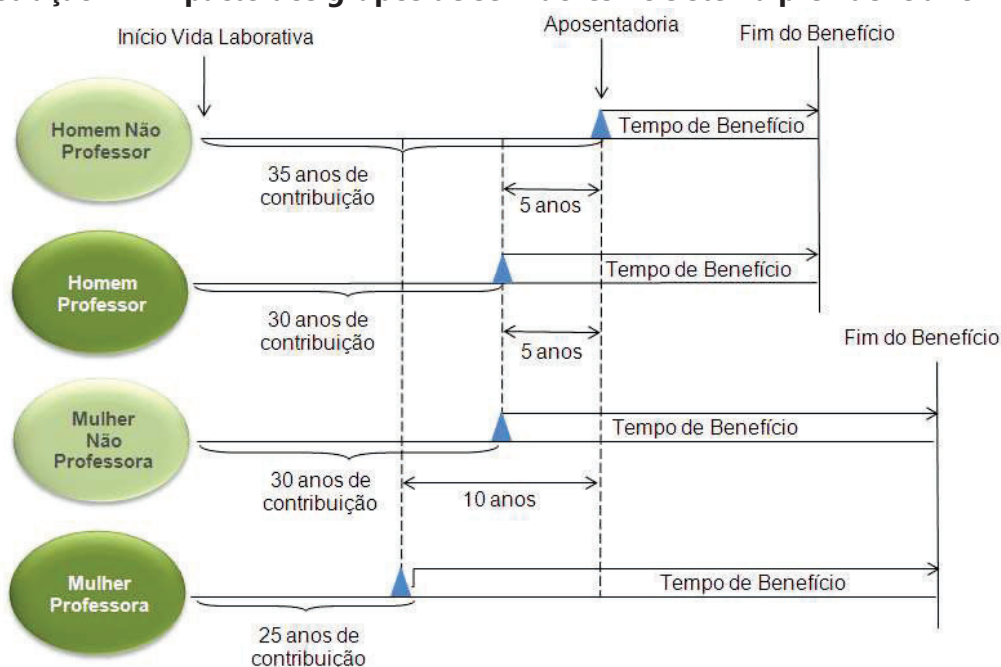 Início Vida Laborativa
Aposentadoria
Fim do Benefício
Homem Não
Professor
Tempo de Benefício
35 anos de
contribuição
5 anos
Homem
Professor
Tempo de Benefício
30 anos de
contribuição
5 anos
Fim do Benefício
Mulher
Não
Professora
Tempo de Benefício
30 anos de
contribuição
10 anos
Mulher
Professora
Tempo de Benefício
25 anos de
contribuição